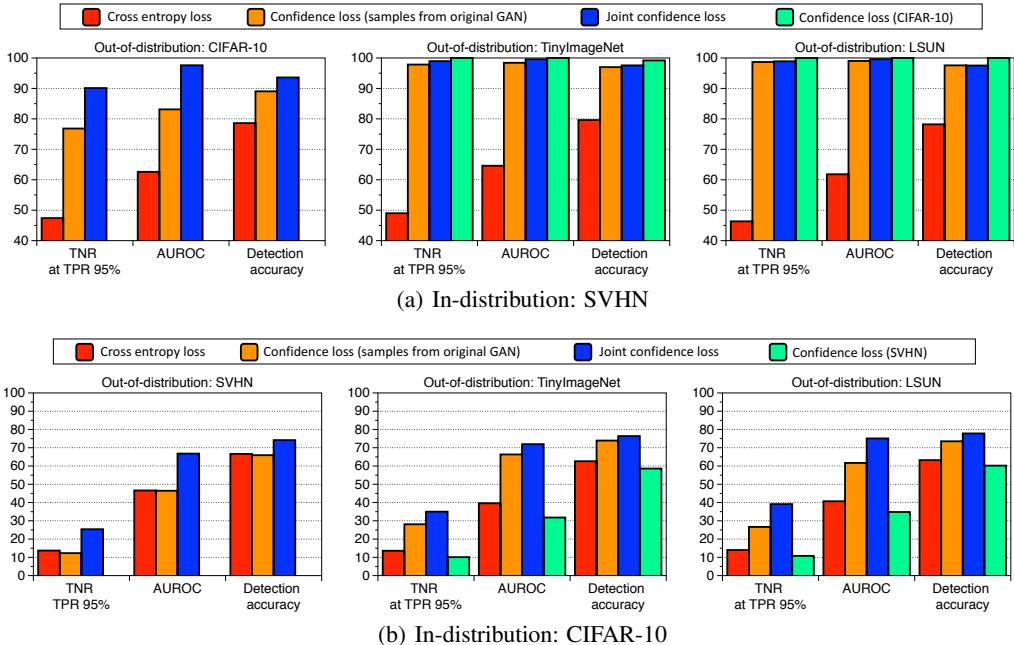 Cross entropy loss Confidence loss (samples from original GAN) Joint confidence loss Confidence loss (CIFAR-10)
Out-of-distribution: CIFAR-10 Out-of-distribution: TinyImageNet Out-of-distribution: LSUN
100 100 100
90 90 90
80 80 80
70 70 70
60 60 60
50 50 50
40 40 40
TNR AUROC Detection TNR AUROC Detection TNR AUROC Detection
at TPR 95% accuracy at TPR 95% accuracy at TPR 95% accuracy
(a) In-distribution: SVHN
Cross entropy loss Confidence loss (samples from original GAN) Joint confidence loss Confidence loss (SVHN)
Out-of-distribution: SVHN Out-of-distribution: TinyImageNet Out-of-distribution: LSUN
100 100 100
90 90 90
80 80 80
70 70 70
60 60 60
50 50 50
40 40 40
30 30 30
20 20 20
10 10 10
0 0 0
TNR AUROC Detection TNR AUROC Detection TNR AUROC Detection
TPR 95% accuracy at TPR 95% accuracy at TPR 95% accuracy
(b) In-distribution: CIFAR-10